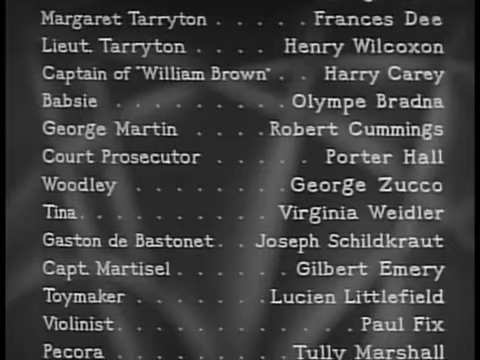 Margaret Tarryton . . . . . Frances Dee
Lieut. Tarryton . . . . Henry Wilcoxon
Captain of "William Brown" . . Harry Carey
Babsie . . . . . . . . . Olympe Bradna
George Martin . . . . Robert Cummings
Court Prosecutor . . . . . Porter Hall
Woodley . . . . . . . . George Zucco
Tina . . . . . . . . . Virginia Weidler
Gaston de Bastonet . . Joseph Schildkraut
Capt. Martisel . . . . . . Gilbert Emery
Toymaker . . . . . . . Lucien Littlefield
Violinist . . . . . . . . . . . Paul Fix
Pecora . . . . . . . . Tully Marshall